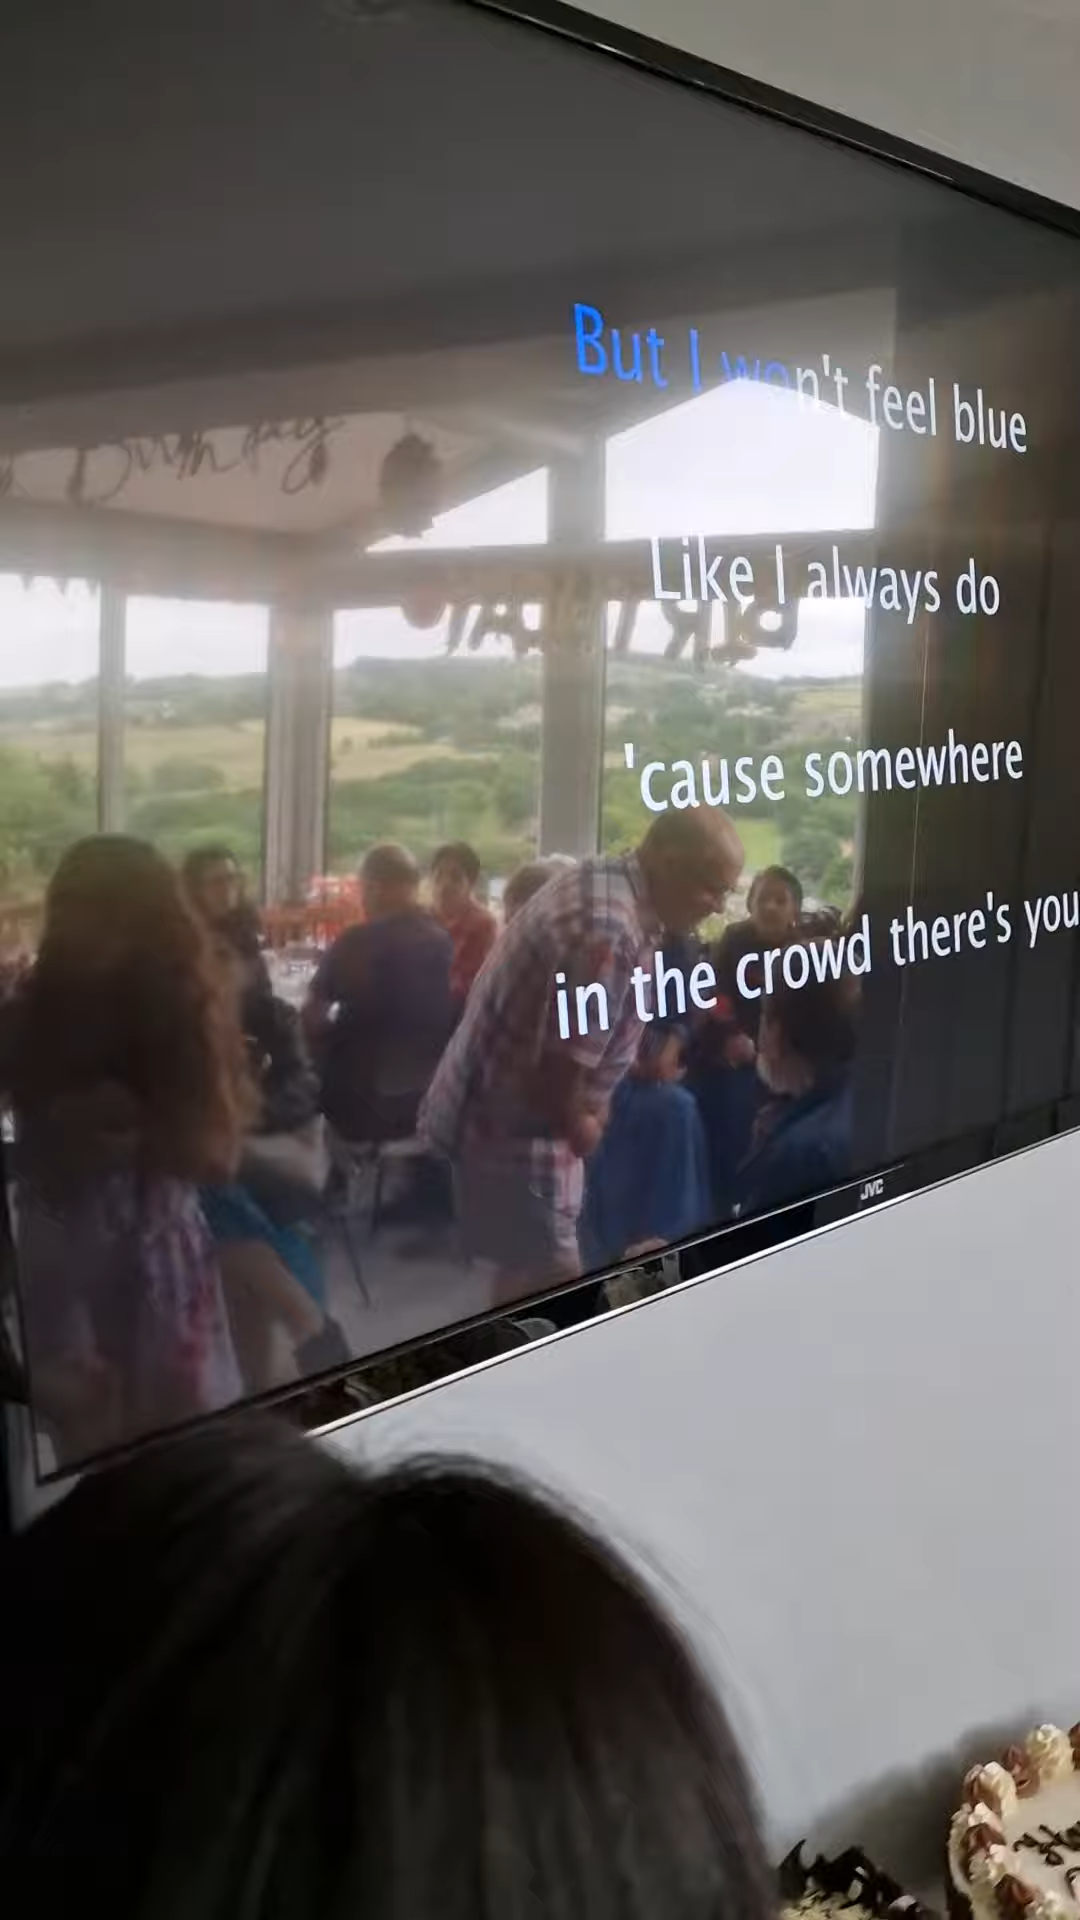 But I won't feel blue
Like I always do
'cause somewhere
in the crowd there's you
JVC